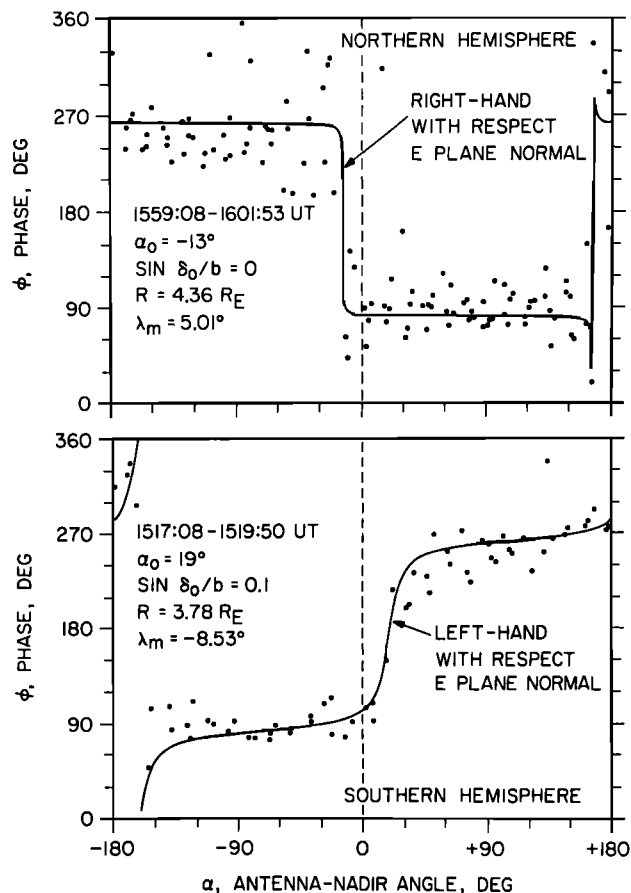 360
270
180
90
0
φ, PHASE, DEG
NORTHERN HEMISPHERE
RIGHT-HAND
WITH RESPECT
E PLANE NORMAL
1559:08-1601:53 UT
α₀ = -13°
SIN δ₀/b = 0
R = 4.36 R_E
λₘ = 5.01°
360
270
180
90
0
φ, PHASE, DEG
1517:08-1519:50 UT
α₀ = 19°
SIN δ₀/b = 0.1
R = 3.78 R_E
λₘ = -8.53°
LEFT-HAND
WITH RESPECT
E PLANE NORMAL
SOUTHERN HEMISPHERE
-180 -90 0 +90 +180
α, ANTENNA-NADIR ANGLE, DEG